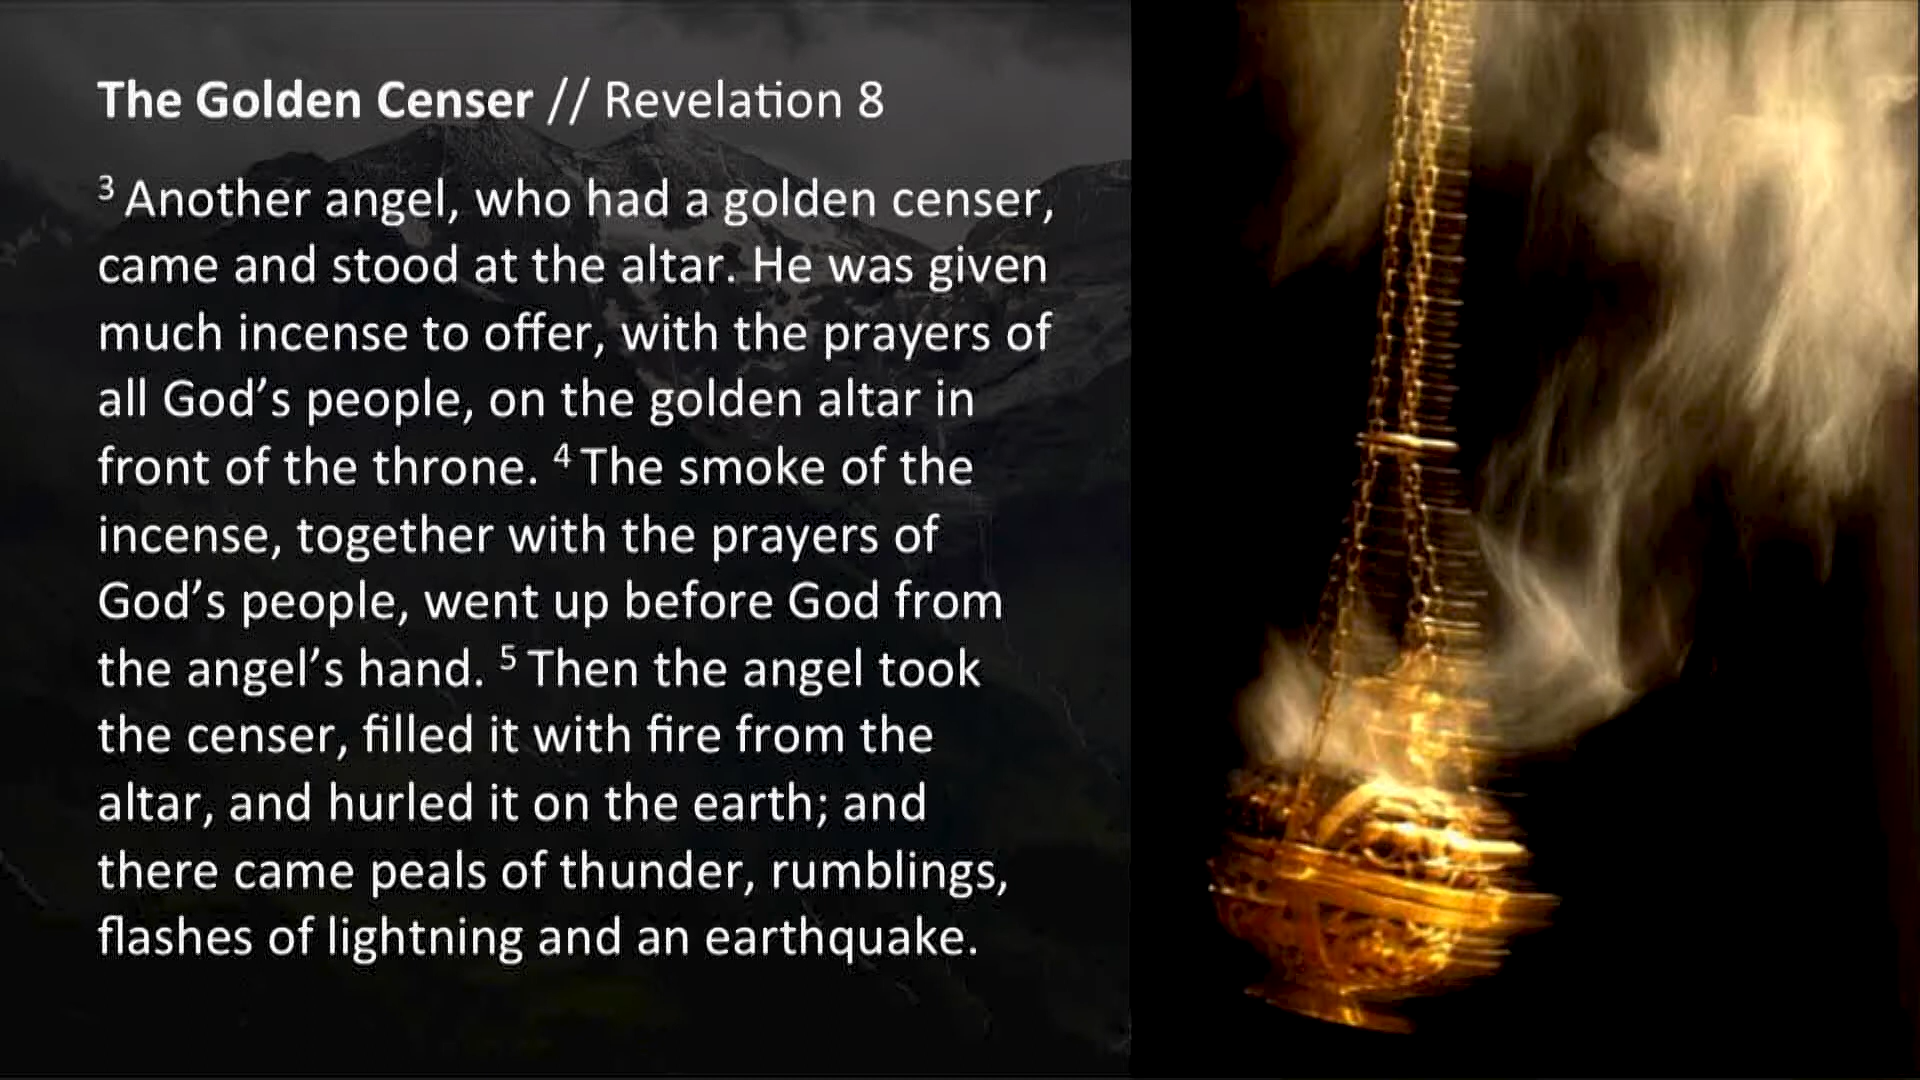 The Golden Censer // Revelation 8
³ Another angel, who had a golden censer,
came and stood at the altar. He was given
much incense to offer, with the prayers of
all God’s people, on the golden altar in
front of the throne. ⁴ The smoke of the
incense, together with the prayers of
God’s people, went up before God from
the angel’s hand. ⁵ Then the angel took
the censer, filled it with fire from the
altar, and hurled it on the earth; and
there came peals of thunder, rumblings,
flashes of lightning and an earthquake.